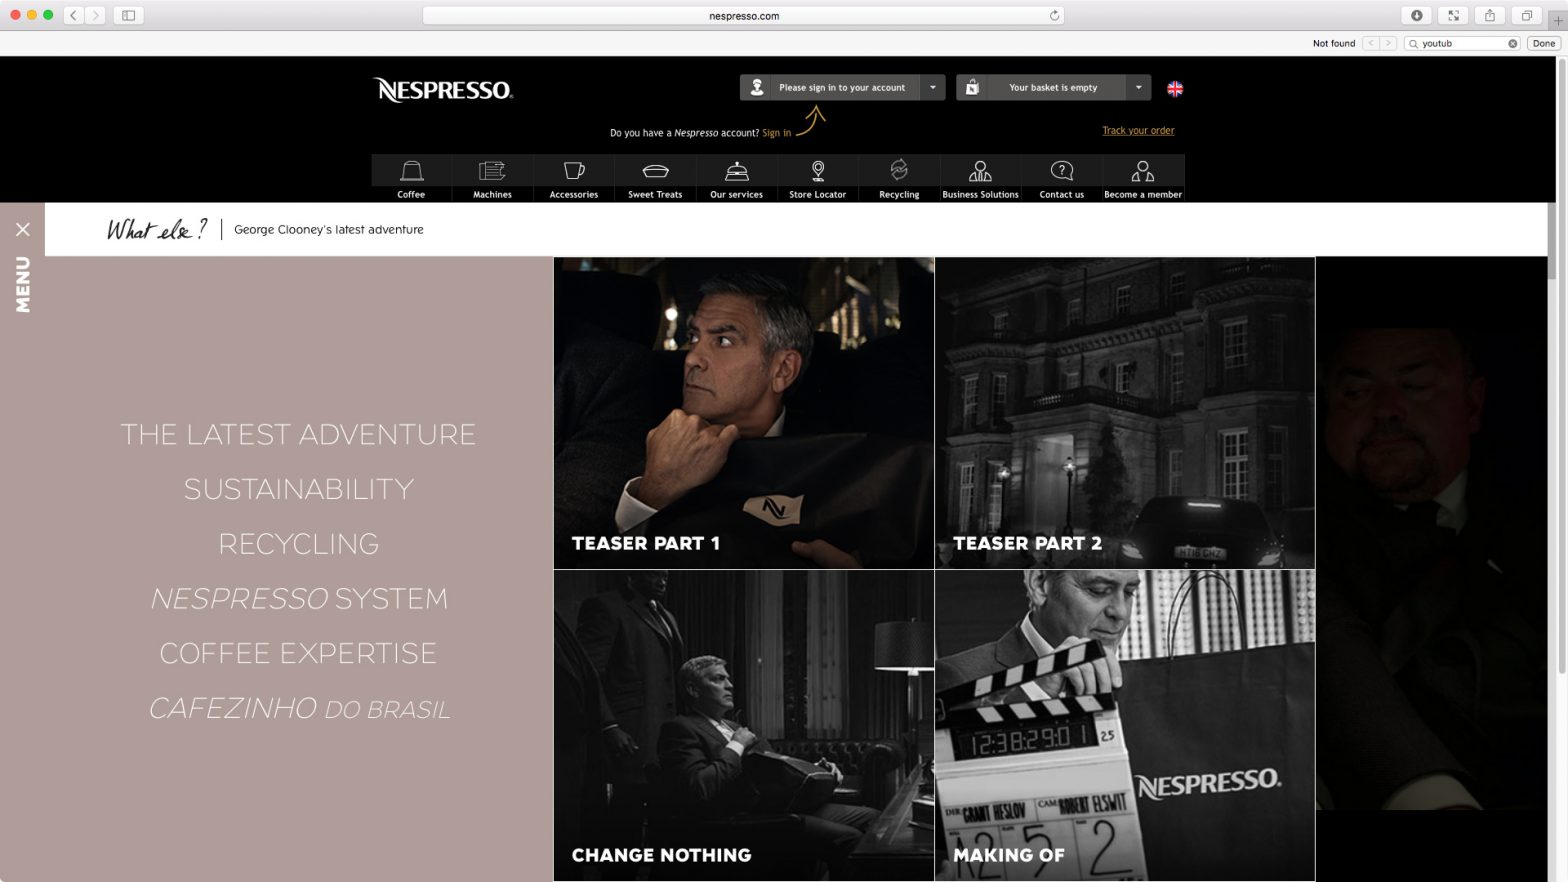 nespresso.com
Not found
youtub
Done
NESPRESSO.
Please sign in to your account
Your basket is empty
Do you have a Nespresso account? Sign in
Track your order
Coffee
Machines
Accessories
Sweet Treats
Our services
Store Locator
Recycling
Business Solutions
Contact us
Become a member
What else?
George Clooney's latest adventure
MENU
THE LATEST ADVENTURE
SUSTAINABILITY
RECYCLING
NESPRESSO SYSTEM
COFFEE EXPERTISE
CAFEZINHO DO BRASIL
TEASER PART 1
HT16 GHZ
TEASER PART 2
CHANGE NOTHING
12:38:29:01 25
NESPRESSO.
DIR: GRANT HESLOV CAM: ROBERT ELSWIT
5 2
MAKING OF